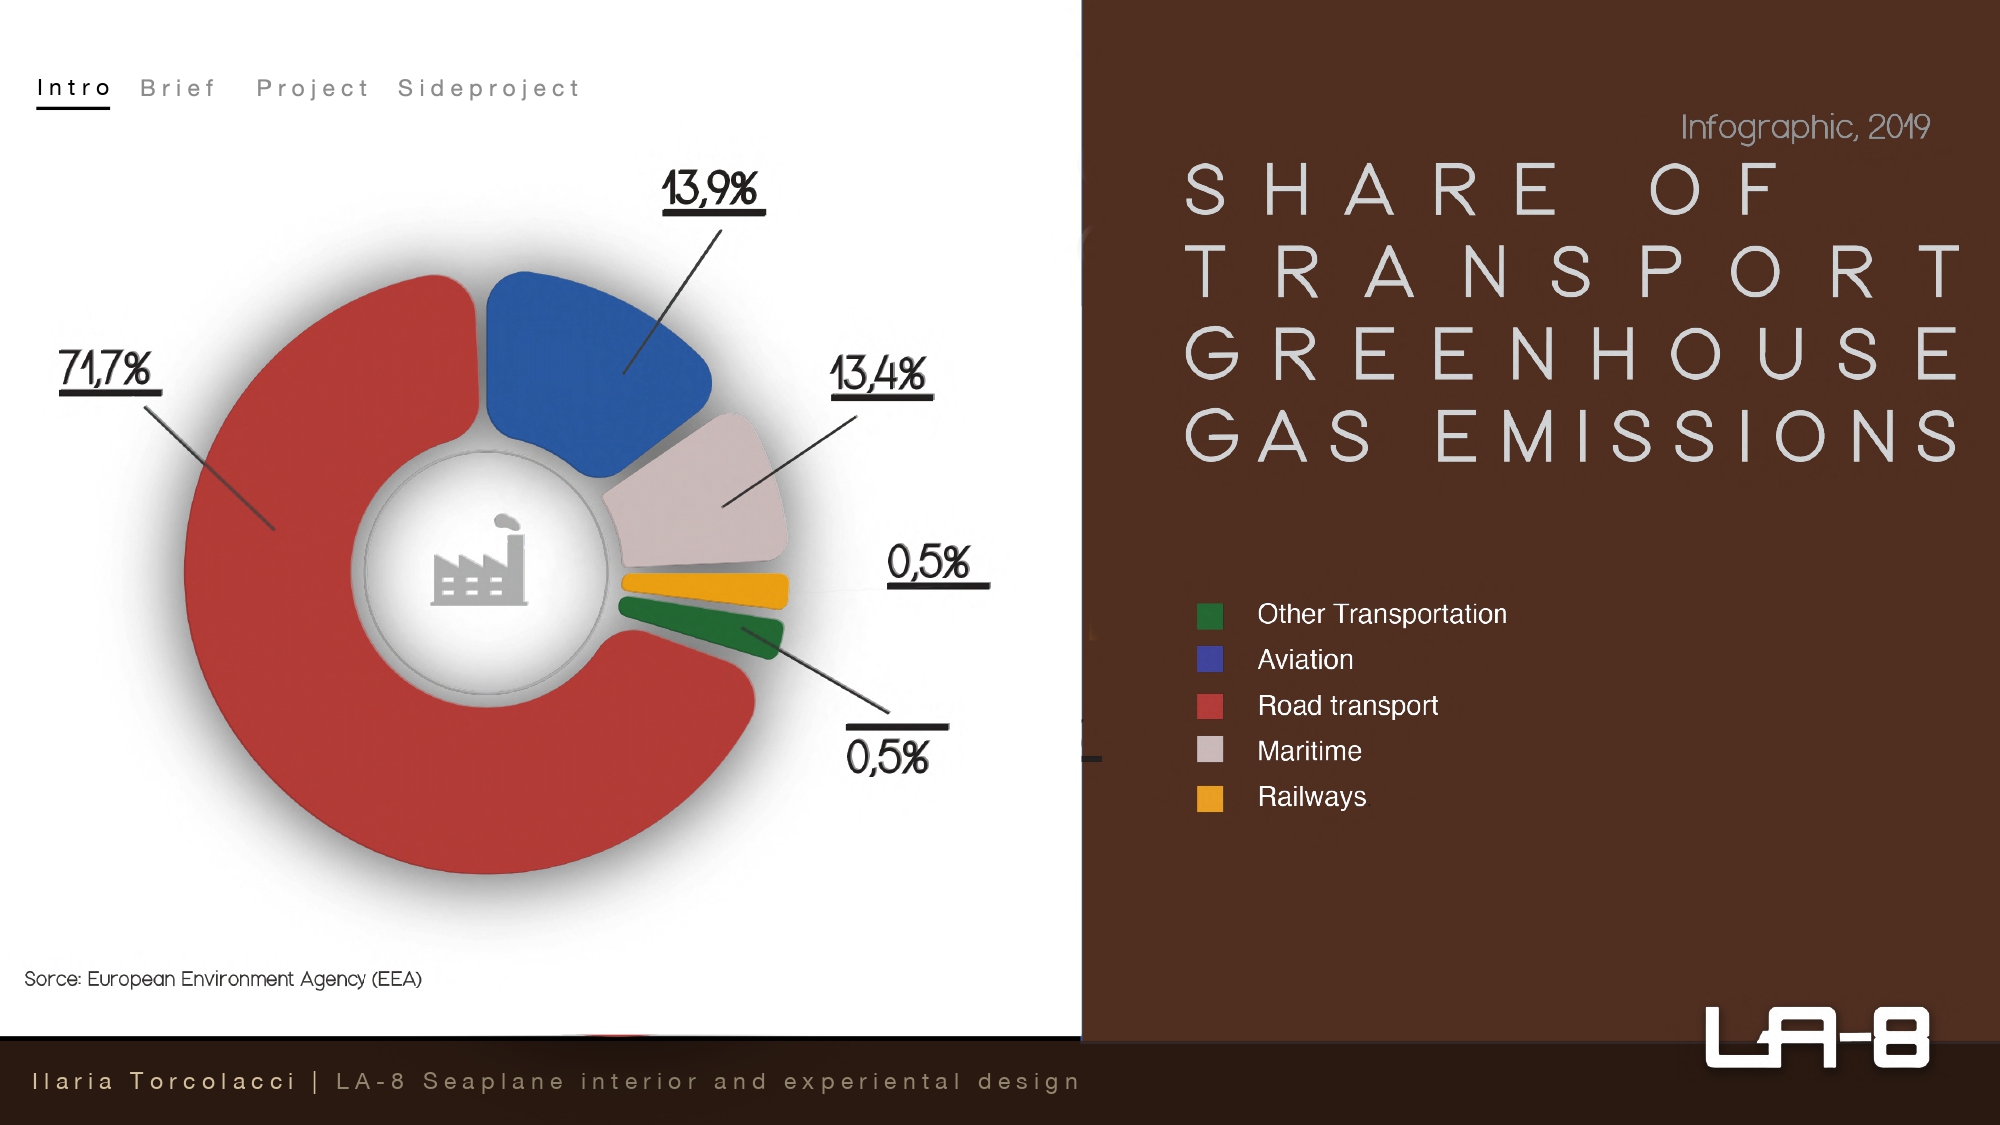 Intro Brief Project Sideproject
13,9%
71,7%
13,4%
0,5%
0,5%
Sorce: European Environment Agency (EEA)
Infographic, 2019
SHARE OF
TRANSPORT
GREENHOUSE
GAS EMISSIONS
Other Transportation
Aviation
Road transport
Maritime
Railways
LA-8
Ilaria Torcolacci | LA-8 Seaplane interior and experiental design